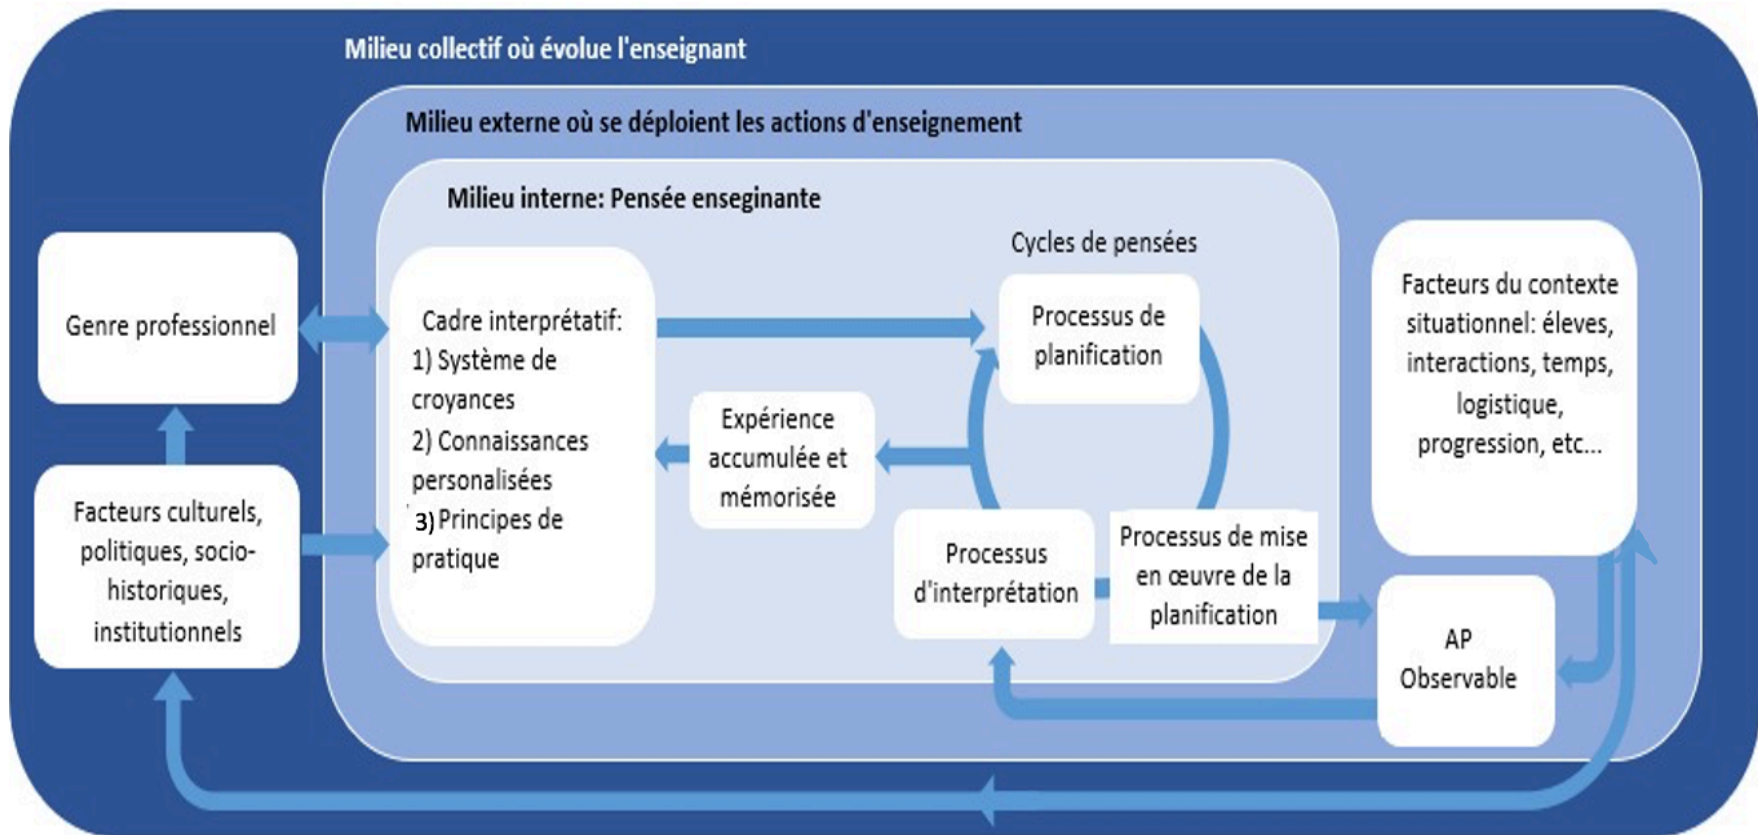 Milieu collectif où évolue l'enseignant
Milieu externe où se déploient les actions d'enseignement
Milieu interne: Pensée enseginante
Genre professionnel
Facteurs culturels,
politiques, socio-
historiques,
institutionnels
Cadre interprétatif:
1) Système de
croyances
2) Connaissances
personalisées
3) Principes de
pratique
Expérience
accumulée et
mémorisée
Cycles de pensées
Processus de
planification
Processus
d'interprétation
Processus de mise
en œuvre de la
planification
Facteurs du contexte
situationnel: éleves,
interactions, temps,
logistique,
progression, etc...
AP
Observable